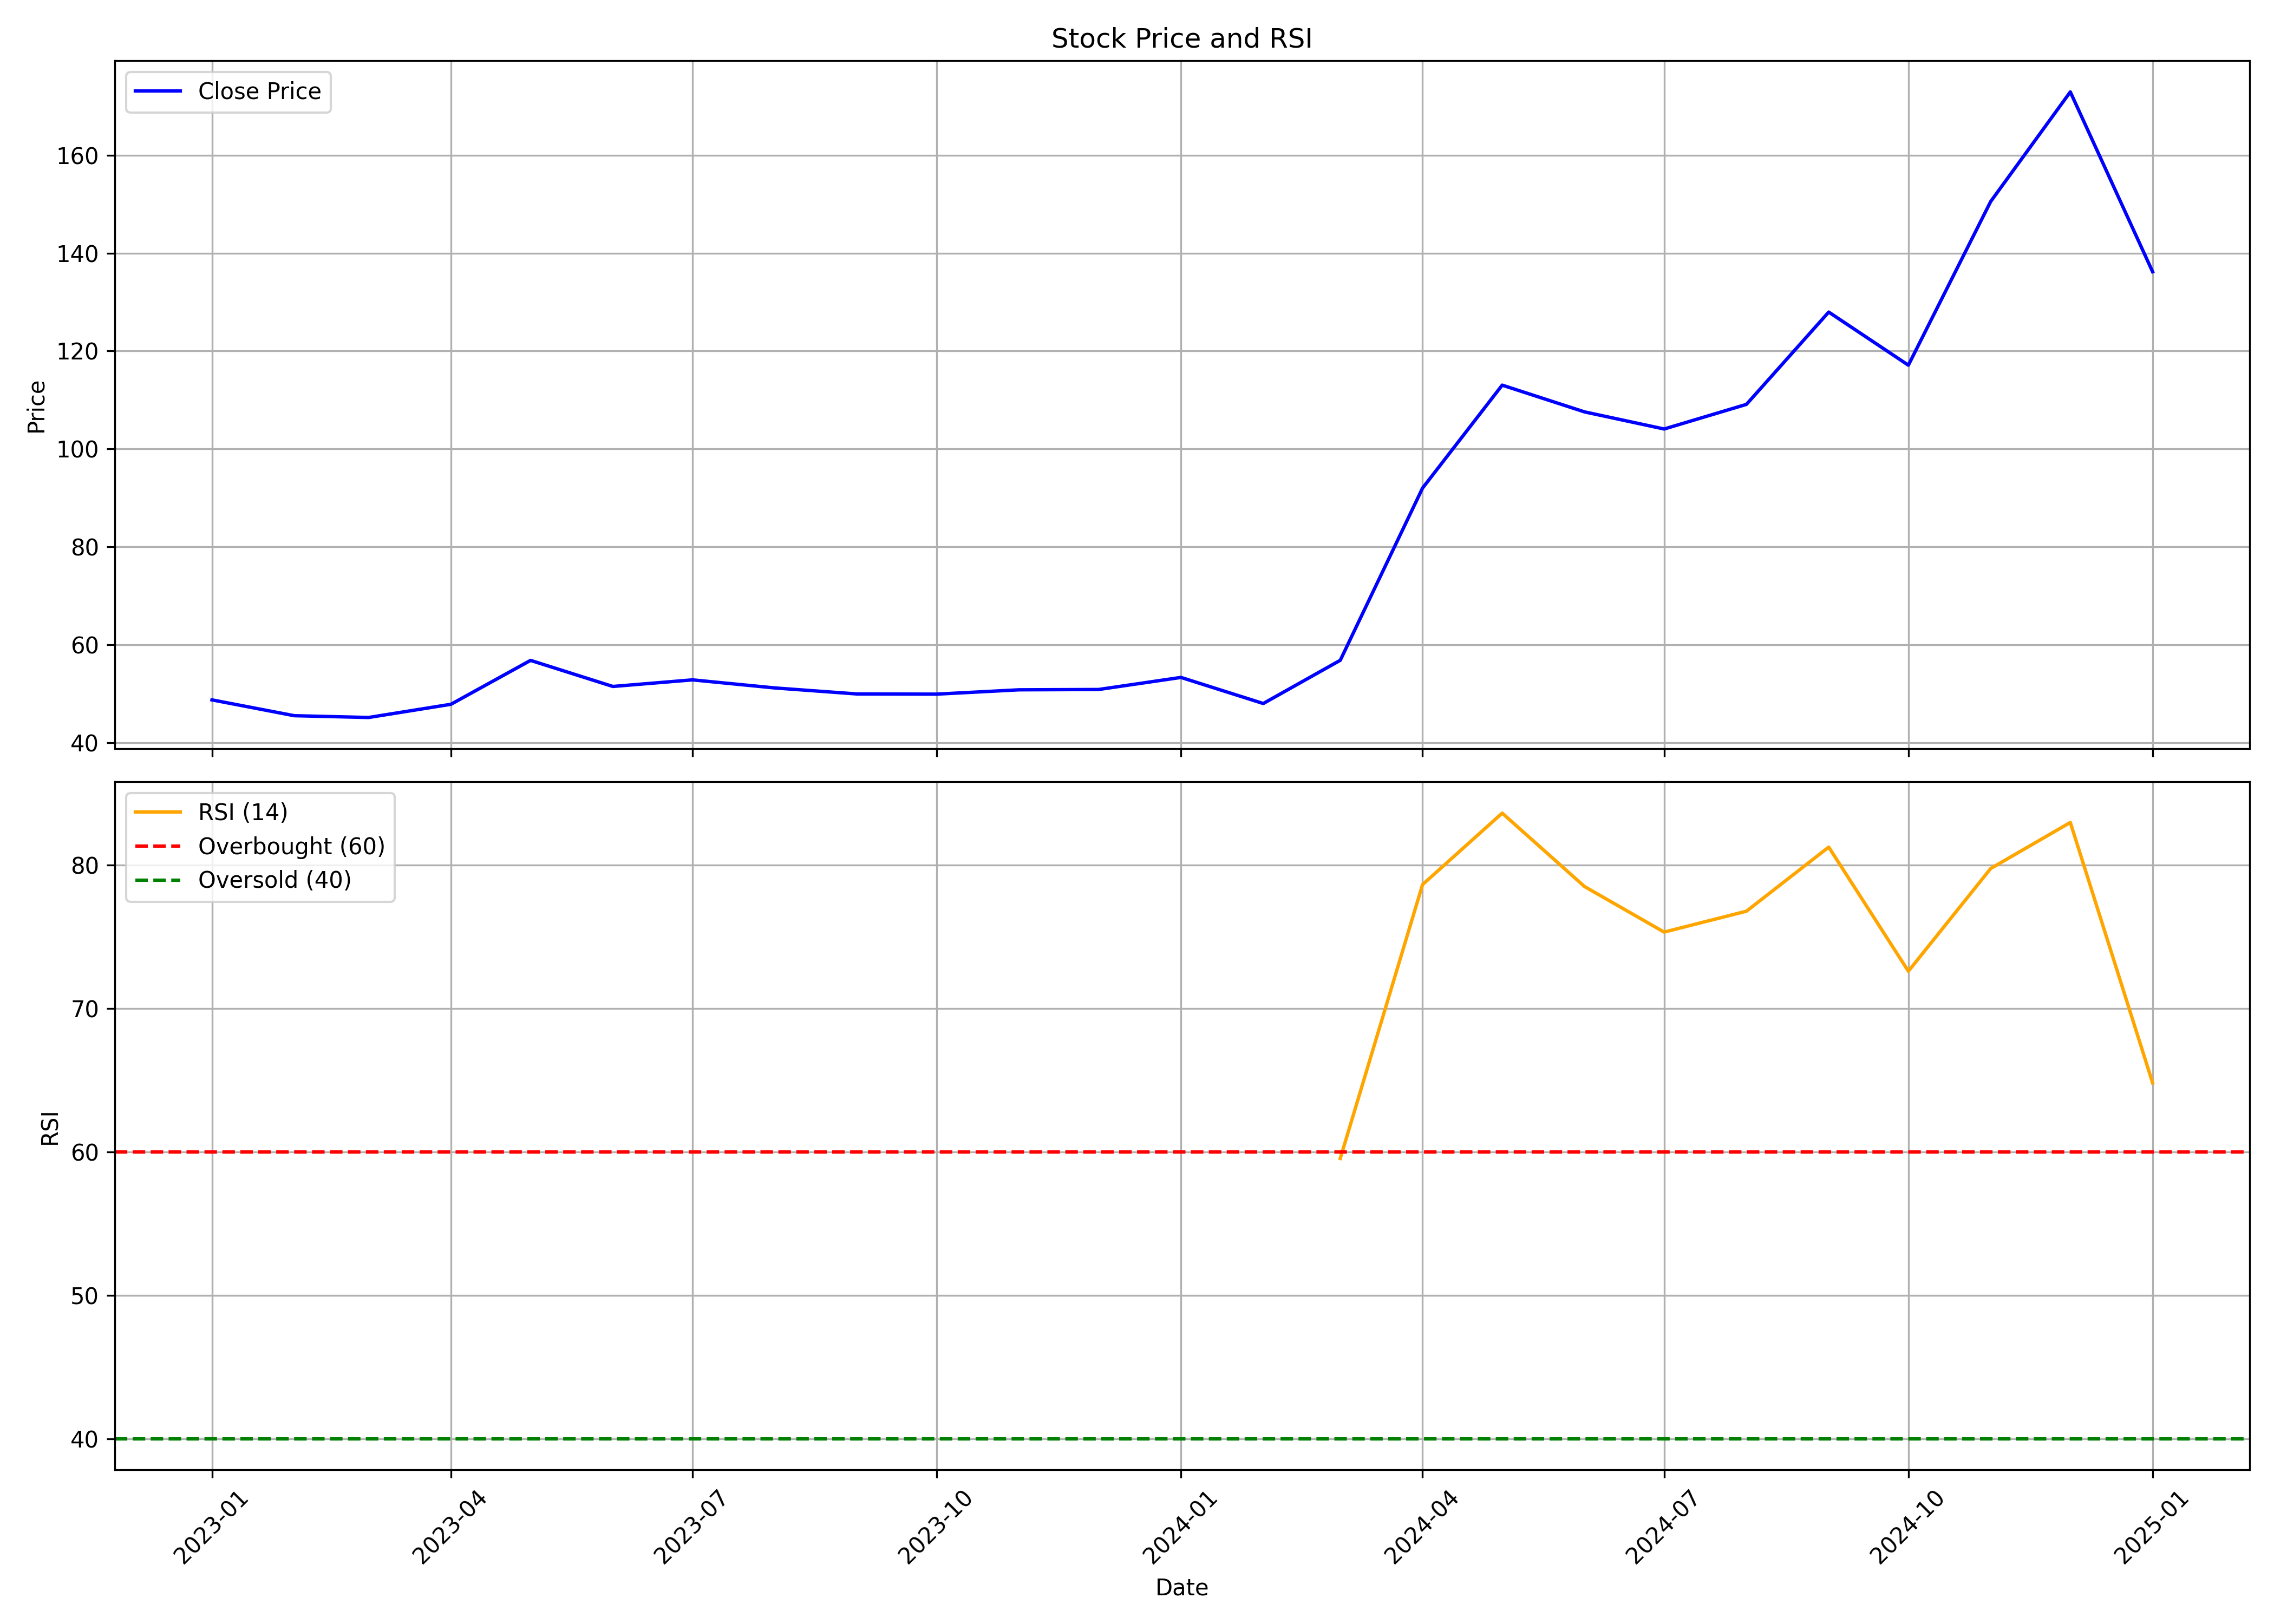 Stock Price and RSI
Close Price
Price
160
140
120
100
80
60
40
RSI (14)
Overbought (60)
Oversold (40)
RSI
80
70
60
50
40
2023-01
2023-04
2023-07
2023-10
2024-01
2024-04
2024-07
2024-10
2025-01
Date